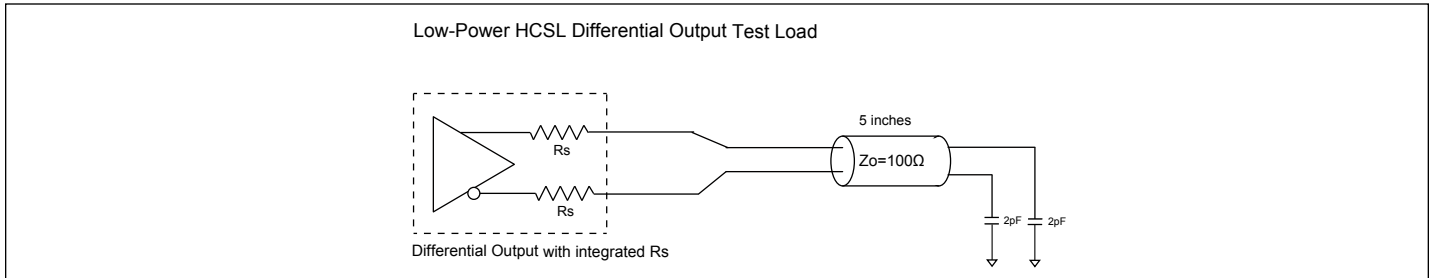 Low-Power HCSL Differential Output Test Load
5 inches
Rs
Zo=100Ω
Rs
2pF
2pF
Differential Output with integrated Rs